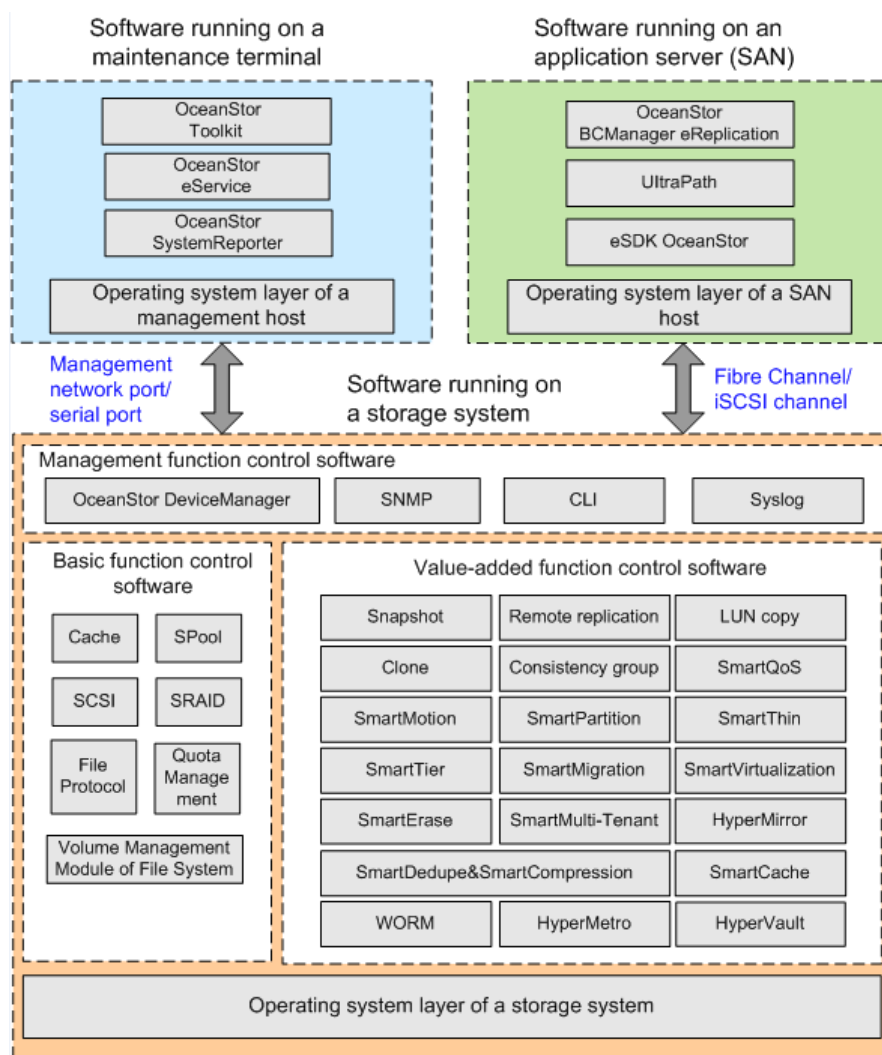 Software running on a
maintenance terminal
Software running on an
application server (SAN)
OceanStor
Toolkit
OceanStor
eService
OceanStor
SystemReporter
Operating system layer of a
management host
OceanStor
BCManager eReplication
UltraPath
eSDK OceanStor
Operating system layer of a SAN
host
Management
network port/
serial port
Software running on
a storage system
Fibre Channel/
iSCSI channel
Management function control software
OceanStor DeviceManager
SNMP
CLI
Syslog
Basic function control
software
Cache
SPool
SCSI
SRAID
File
Protocol
Quota
Manage
ment
Volume Management
Module of File System
Value-added function control software
Snapshot
Remote replication
LUN copy
Clone
Consistency group
SmartQoS
SmartMotion
SmartPartition
SmartThin
SmartTier
SmartMigration
SmartVirtualization
SmartErase
SmartMulti-Tenant
HyperMirror
SmartDedupe&SmartCompression
SmartCache
WORM
HyperMetro
HyperVault
Operating system layer of a storage system